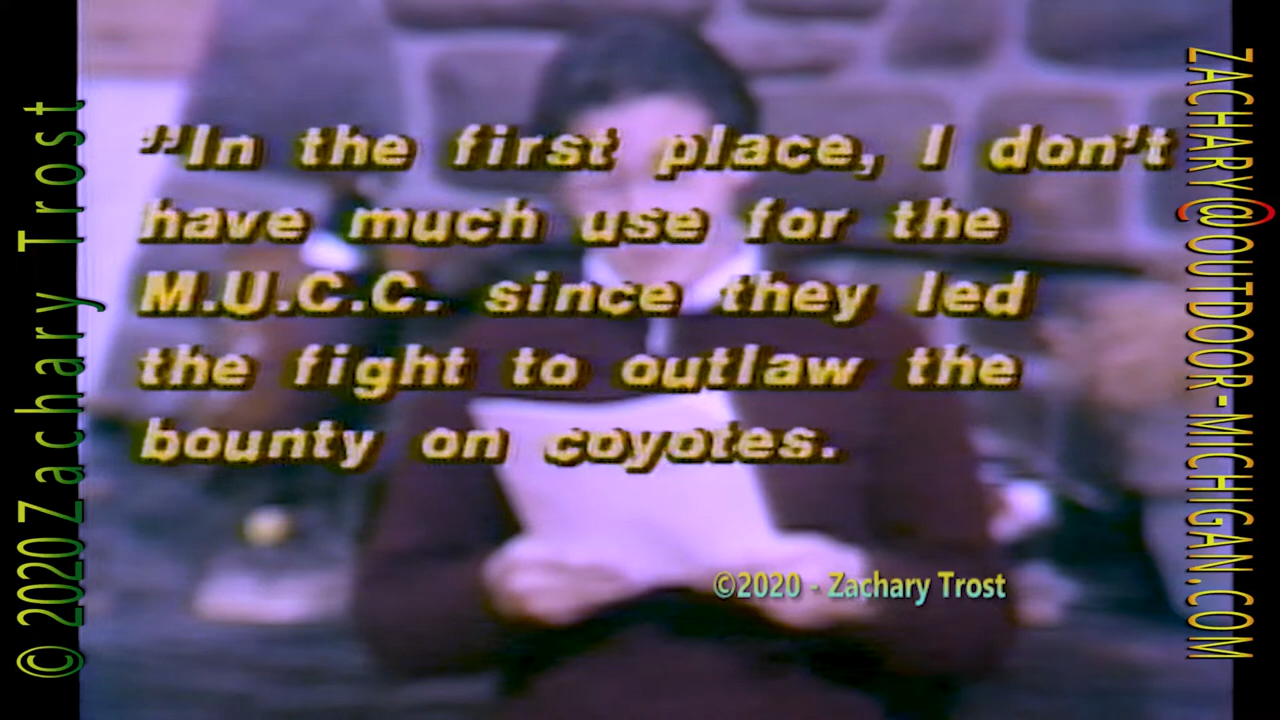 "In the first place, I don't
have much use for the
M.U.C.C. since they led
the fight to outlaw the
bounty on coyotes.
©2020 - Zachary Trost
© 2020 Zachary Trost
ZACHARY@OUTDOOR-MICHIGAN.COM